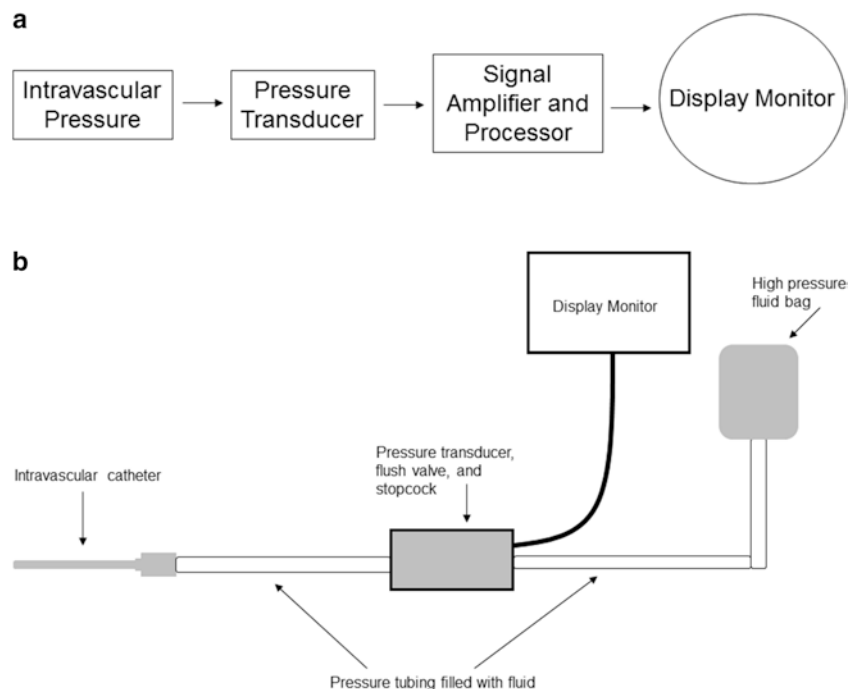 a
Intravascular
Pressure
Pressure
Transducer
Signal
Amplifier and
Processor
Display Monitor
b
Display Monitor
High pressure
fluid bag
Pressure transducer,
flush valve, and
stopcock
Intravascular catheter
Pressure tubing filled with fluid